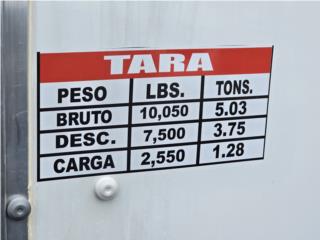 TARA
PESO LBS. TONS.
BRUTO 10,050 5.03
DESC. 7,500 3.75
CARGA 2,550 1.28